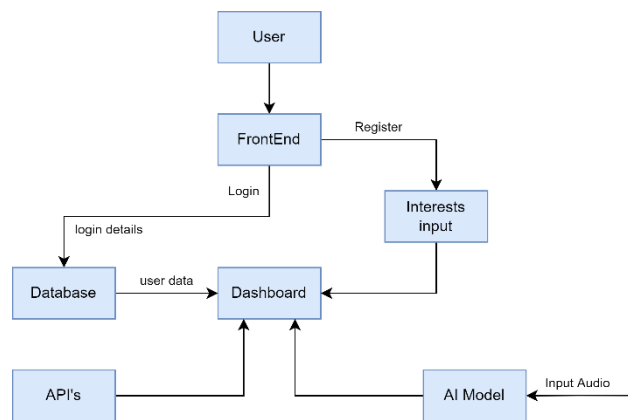 User
FrontEnd
Register
Login
Interests
input
login details
Database
user data
Dashboard
API's
AI Model
Input Audio